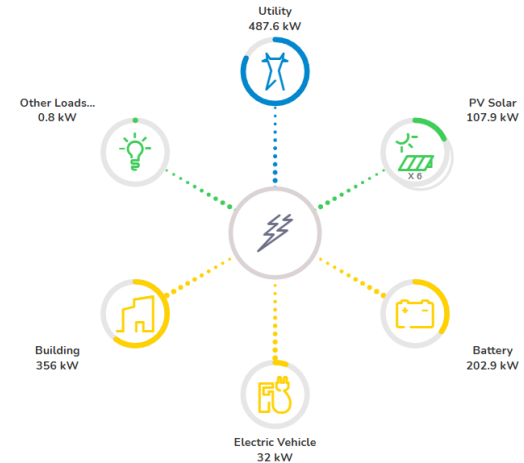 Utility
487.6 kW
Other Loads...
0.8 kW
PV Solar
107.9 kW
X 6
Building
356 kW
Battery
202.9 kW
Electric Vehicle
32 kW